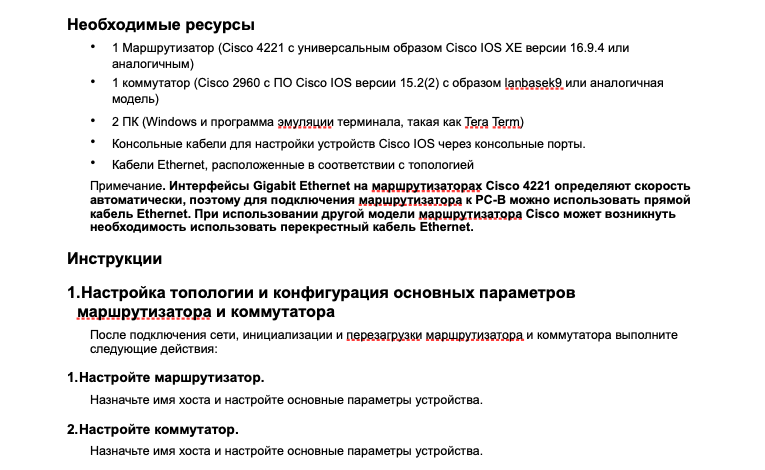 Необходимые ресурсы
• 1 Маршрутизатор (Cisco 4221 с универсальным образом Cisco IOS XE версии 16.9.4 или
аналогичным)
• 1 коммутатор (Cisco 2960 с ПО Cisco IOS версии 15.2(2) с образом lanbasek9 или аналогичная
модель)
• 2 ПК (Windows и программа эмуляции терминала, такая как Tera Term)
• Консольные кабели для настройки устройств Cisco IOS через консольные порты.
• Кабели Ethernet, расположенные в соответствии с топологией
Примечание. Интерфейсы Gigabit Ethernet на маршрутизаторах Cisco 4221 определяют скорость
автоматически, поэтому для подключения маршрутизатора к PC-B можно использовать прямой
кабель Ethernet. При использовании другой модели маршрутизатора Cisco может возникнуть
необходимость использовать перекрестный кабель Ethernet.
Инструкции
1.Настройка топологии и конфигурация основных параметров
маршрутизатора и коммутатора
После подключения сети, инициализации и перезагрузки маршрутизатора и коммутатора выполните
следующие действия:
1.Настройте маршрутизатор.
Назначьте имя хоста и настройте основные параметры устройства.
2.Настройте коммутатор.
Назначьте имя хоста и настройте основные параметры устройства.